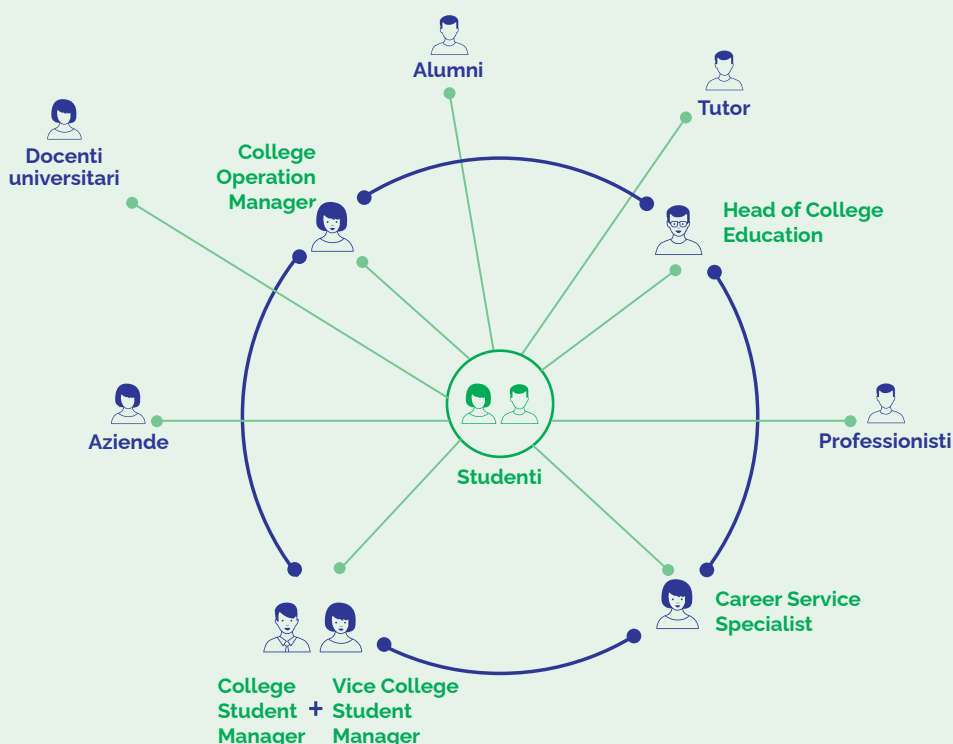 Alumni
Tutor
Docenti
universitari
College
Operation
Manager
Head of College
Education
Aziende
Professionisti
Studenti
Career Service
Specialist
College
Student
Manager
+
Vice College
Student
Manager